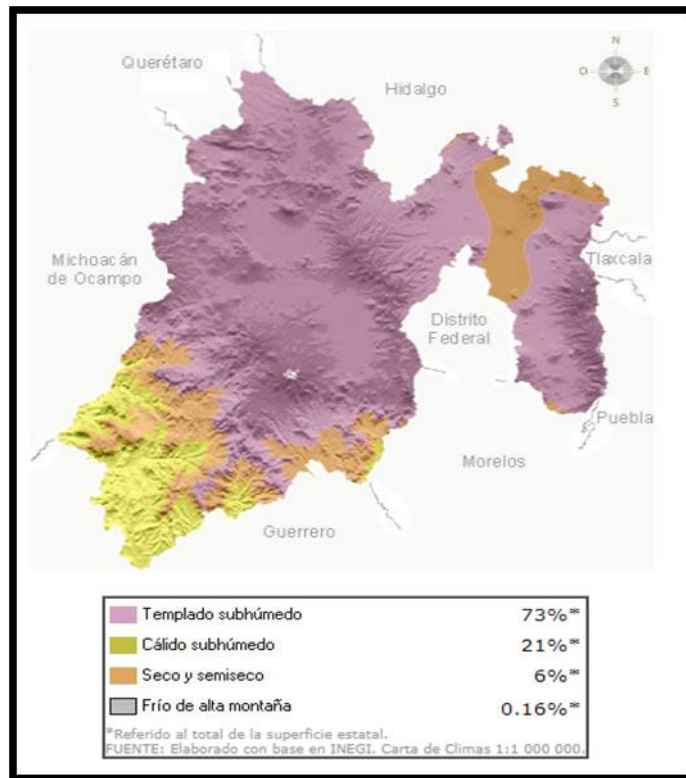 N
O E
S
Querétaro
Hidalgo
Michoacán
de Ocampo
Tlaxcala
Distrito
Federal
Puebla
Morelos
Guerrero
Templado subhúmedo 73%*
Cálido subhúmedo 21%*
Seco y semiseco 6%*
Frío de alta montaña 0.16%*
*Referido al total de la superficie estatal.
FUENTE: Elaborado con base en INEGI. Carta de Climas 1:1 000 000.